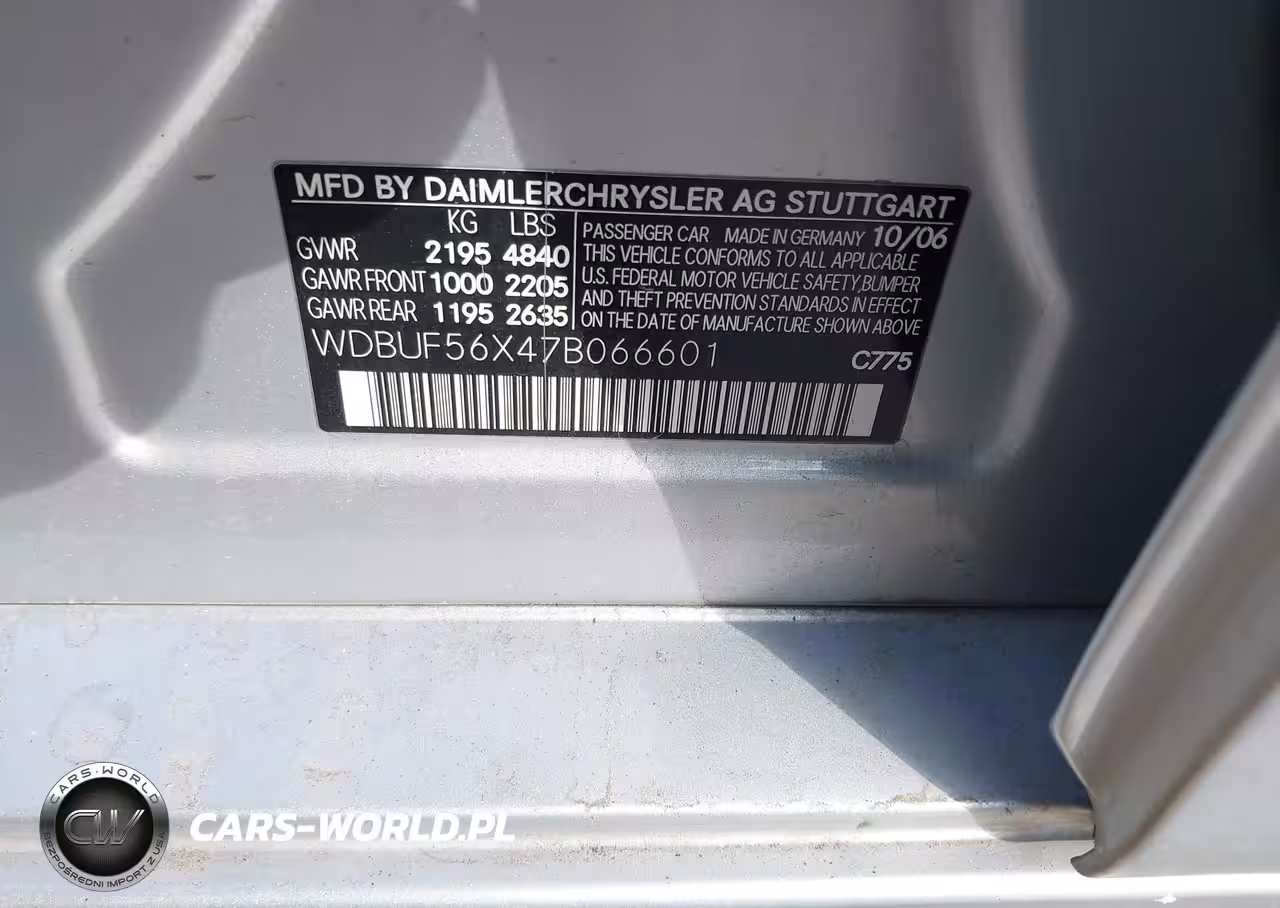 MFD BY DAIMLERCHRYSLER AG STUTTGART
KG LBS
GVWR 2195 4840
GAWR FRONT 1000 2205
GAWR REAR 1195 2635
PASSENGER CAR MADE IN GERMANY 10/06
THIS VEHICLE CONFORMS TO ALL APPLICABLE
U.S. FEDERAL MOTOR VEHICLE SAFETY,BUMPER
AND THEFT PREVENTION STANDARDS IN EFFECT
ON THE DATE OF MANUFACTURE SHOWN ABOVE
WDBUF56X47B066601 C775
CARS-WORLD
CW
BEZPOŚREDNI IMPORT Z USA
CARS-WORLD.PL